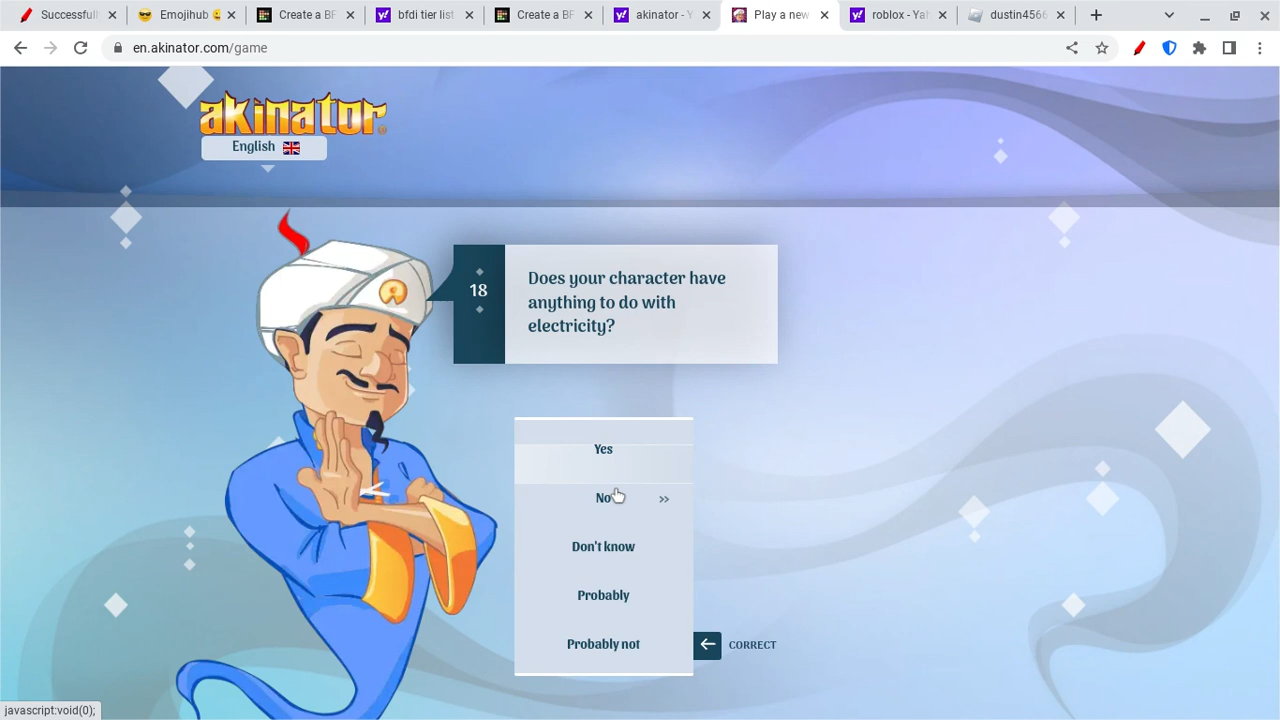 Successfull
Emojihub
Create a BF
bfdi tier list
Create a BF
akinator - Y
Play a new
roblox - Yah
dustin4566
en.akinator.com/game
akinator
English
18
Does your character have
anything to do with
electricity?
Yes
No
Don't know
Probably
Probably not
CORRECT
javascript:void(0);